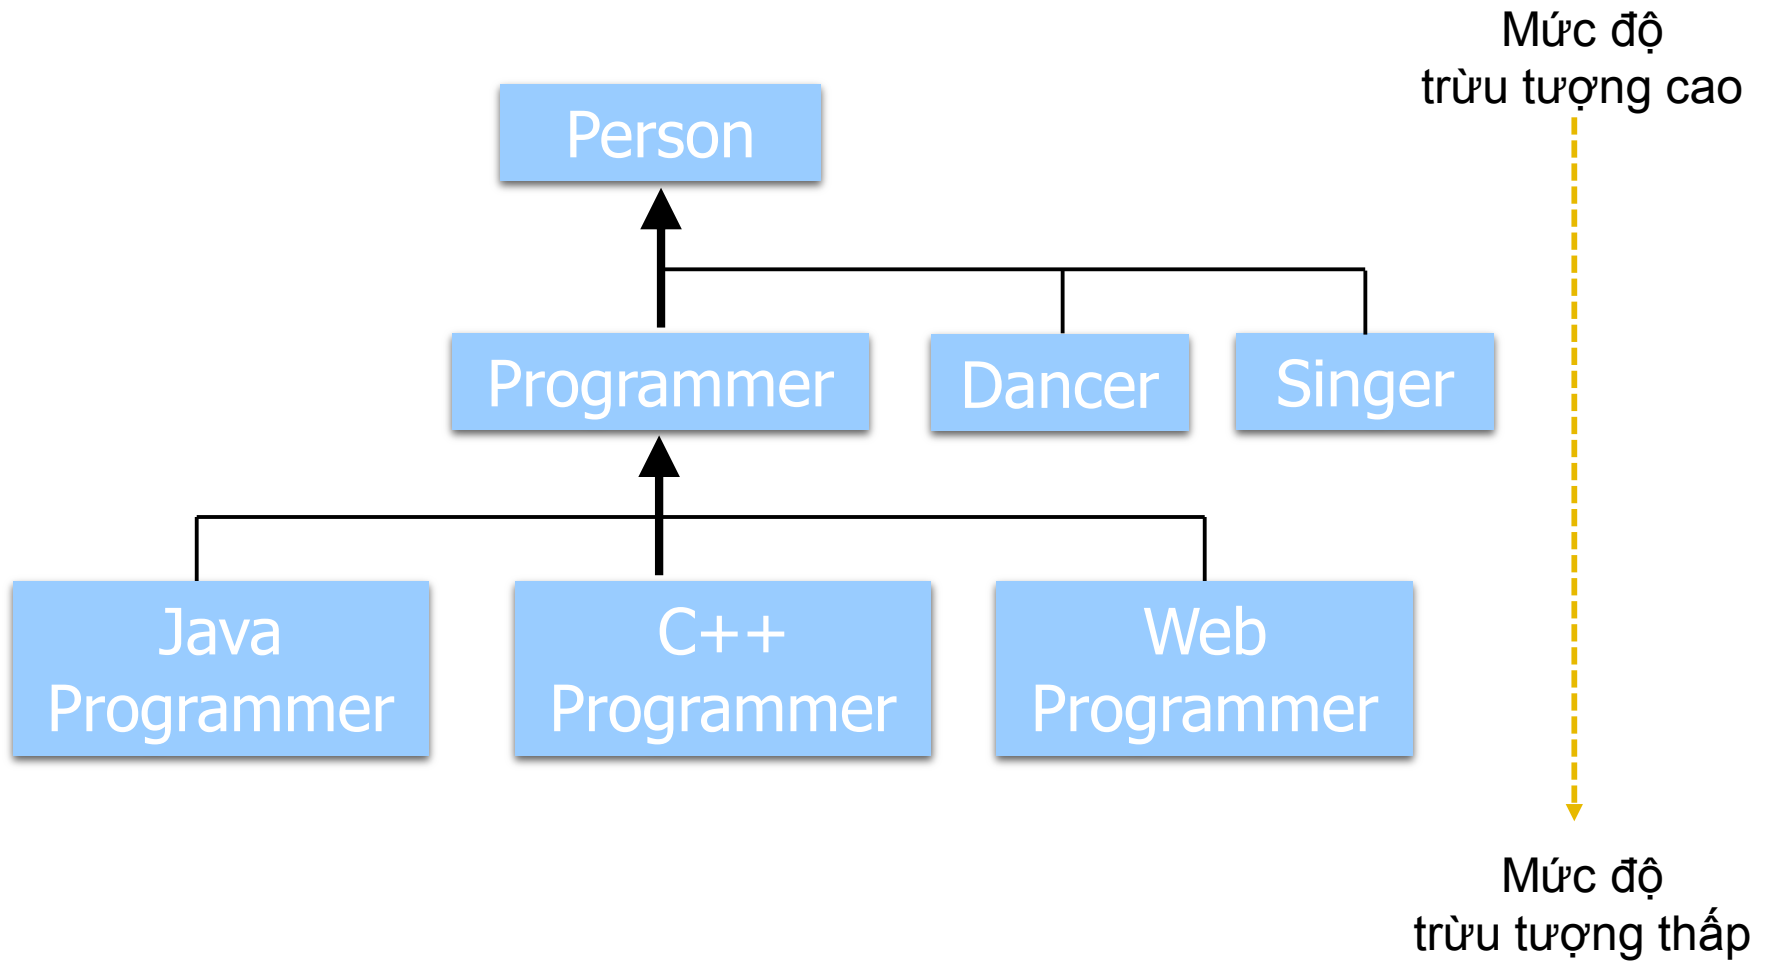 Mức độ
trừu tượng cao
Person
Programmer
Dancer
Singer
Java
Programmer
C++
Programmer
Web
Programmer
Mức độ
trừu tượng thấp